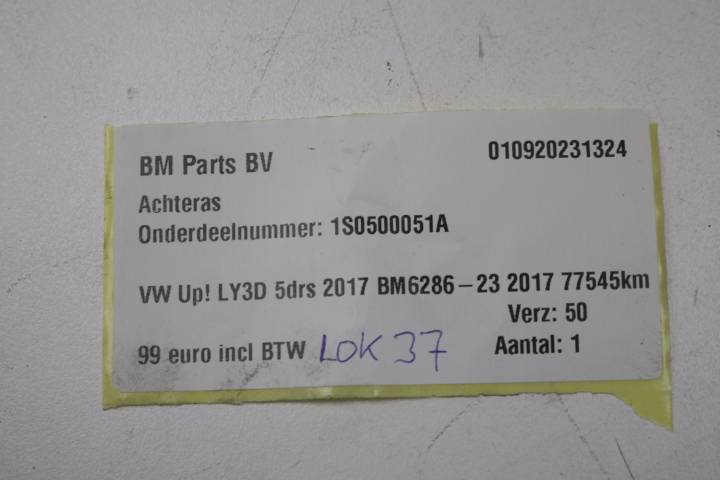 BM Parts BV 010920231324
Achteras
Onderdeelnummer: 1S0500051A
VW Up! LY3D 5drs 2017 BM6286-23 2017 77545km
Verz: 50
99 euro incl BTW LOK 37 Aantal: 1